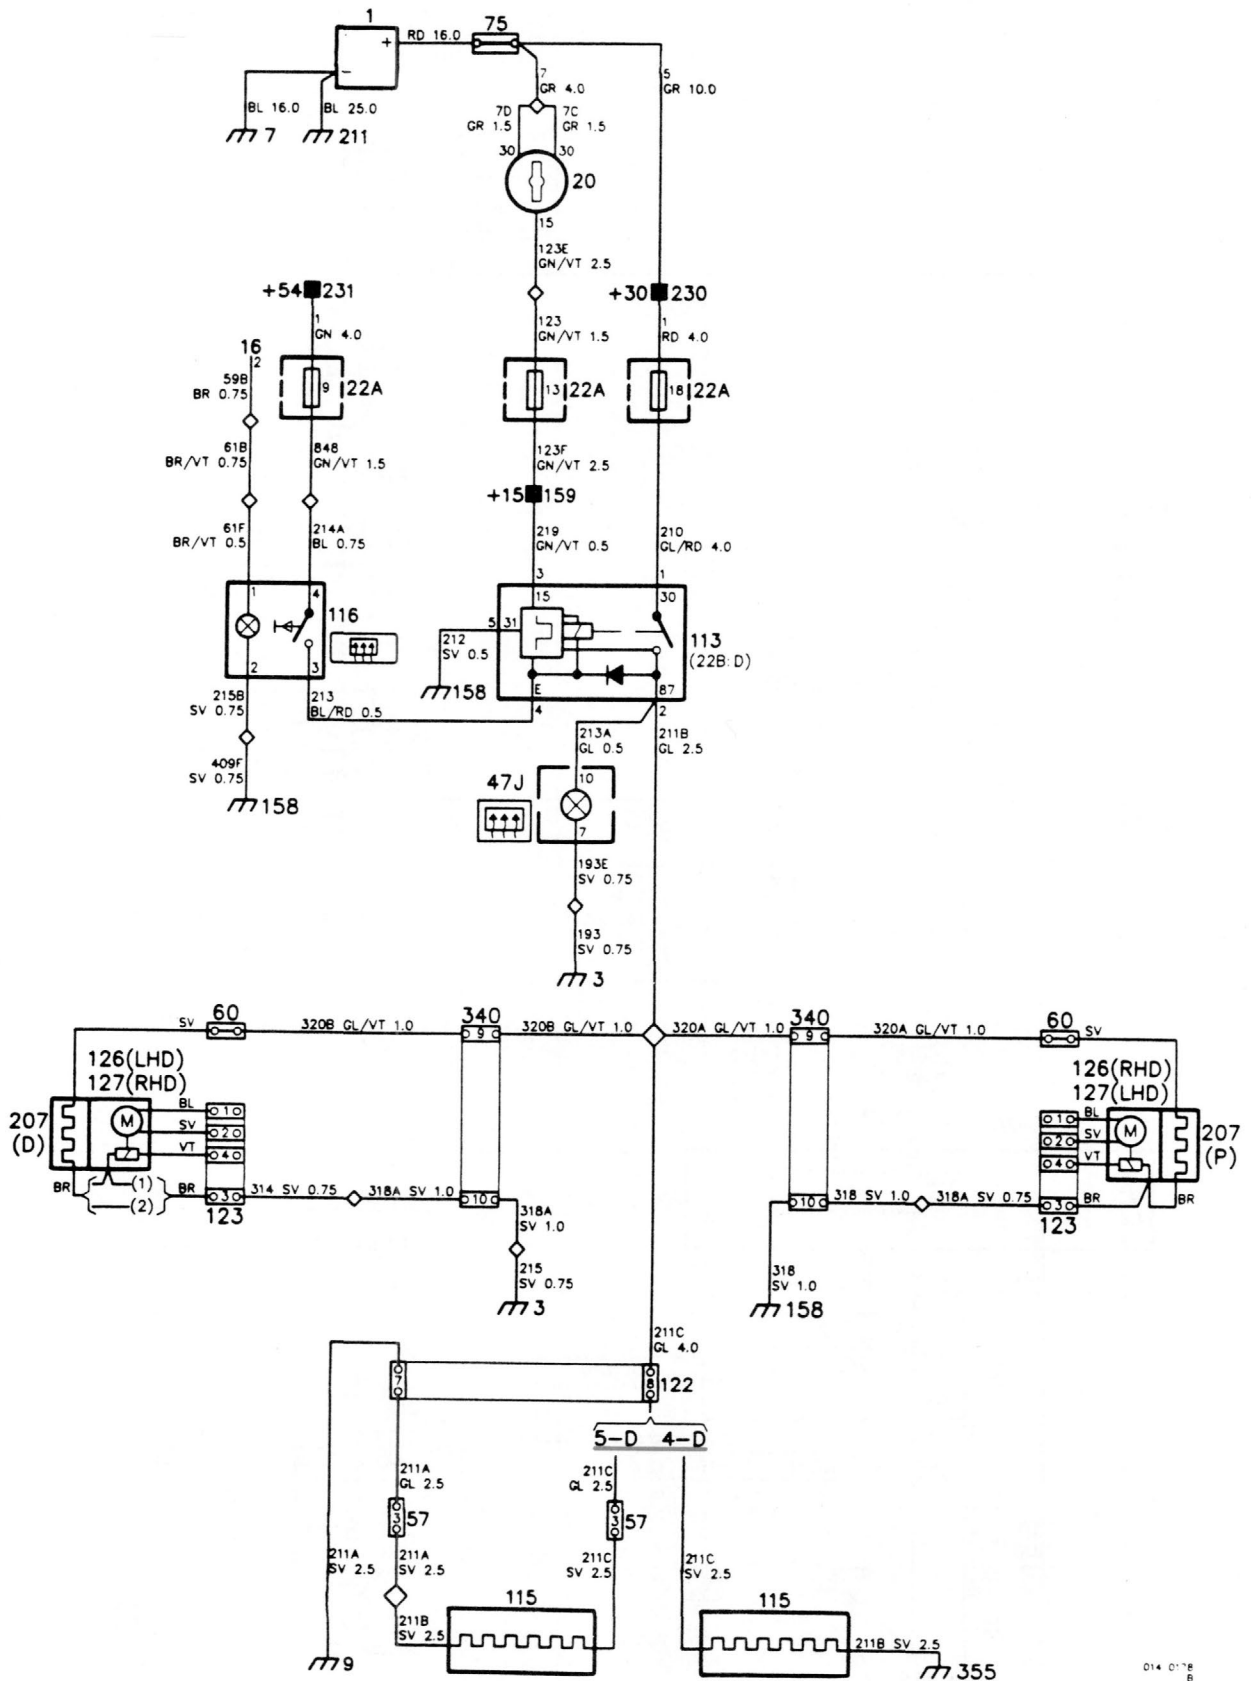 1
75
+
RD 16.0
−
7
GR 4.0
5
GR 10.0
BL 16.0
BL 25.0
7D
GR 1.5
7C
GR 1.5
7
211
30
30
20
15
123E
GN/VT 2.5
+54 231
+30 230
1
GN 4.0
123
GN/VT 1.5
1
RD 4.0
16
2
59B
BR 0.75
9
22A
13
22A
18
22A
61B
BR/VT 0.75
848
GN/VT 1.5
123F
GN/VT 2.5
+15 159
61F
BR/VT 0.5
214A
BL 0.75
219
GN/VT 0.5
210
GL/RD 4.0
3
1
1
4
116
15
30
5
31
113
(22B:D)
212
SV 0.5
158
2
3
E
87
215B
SV 0.75
213
BL/RD 0.5
4
2
213A
GL 0.5
211B
GL 2.5
409F
SV 0.75
158
47J
10
7
193E
SV 0.75
193
SV 0.75
3
SV
60
320B GL/VT 1.0
340
9
320B GL/VT 1.0
320A GL/VT 1.0
340
9
320A GL/VT 1.0
60
SV
126(LHD)
127(RHD)
126(RHD)
127(LHD)
207
(D)
M
BL
1
SV
2
VT
4
1
BL
2
SV
4
VT
M
207
(P)
BR
(1)
(2)
BR
3
314 SV 0.75
318A SV 1.0
10
10
318 SV 1.0
318A SV 0.75
3
BR
BR
123
123
318A
SV 1.0
215
SV 0.75
3
318
SV 1.0
158
211C
GL 4.0
7
8
122
5-D 4-D
211A
GL 2.5
211C
GL 2.5
3
57
3
57
211A
SV 2.5
211A
SV 2.5
211C
SV 2.5
211C
SV 2.5
115
115
211B
SV 2.5
211B SV 2.5
9
355
B